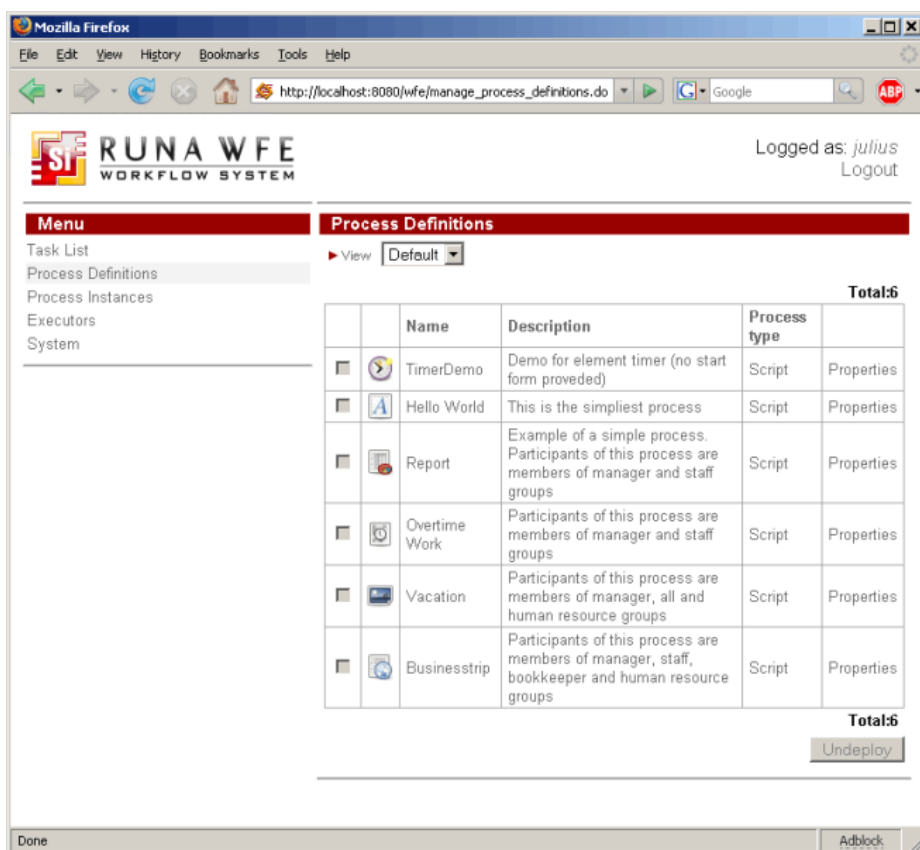 Mozilla Firefox
File Edit View History Bookmarks Tools Help
http://localhost:8080/wfe/manage_process_definitions.do
G Google
ABP
Si
RUNA WFE
WORKFLOW SYSTEM
Logged as: julius
Logout
Menu
Task List
Process Definitions
Process Instances
Executors
System
Process Definitions
View Default
Total:6
Name Description Process type
TimerDemo Demo for element timer (no start
form proveded) Script Properties
A Hello World This is the simpliest process Script Properties
Report Example of a simple process.
Participants of this process are
members of manager and staff
groups Script Properties
Overtime
Work Participants of this process are
members of manager and staff
groups Script Properties
Vacation Participants of this process are
members of manager, all and
human resource groups Script Properties
Businesstrip Participants of this process are
members of manager, staff,
bookkeeper and human resource
groups Script Properties
Total:6
Undeploy
Done Adblock